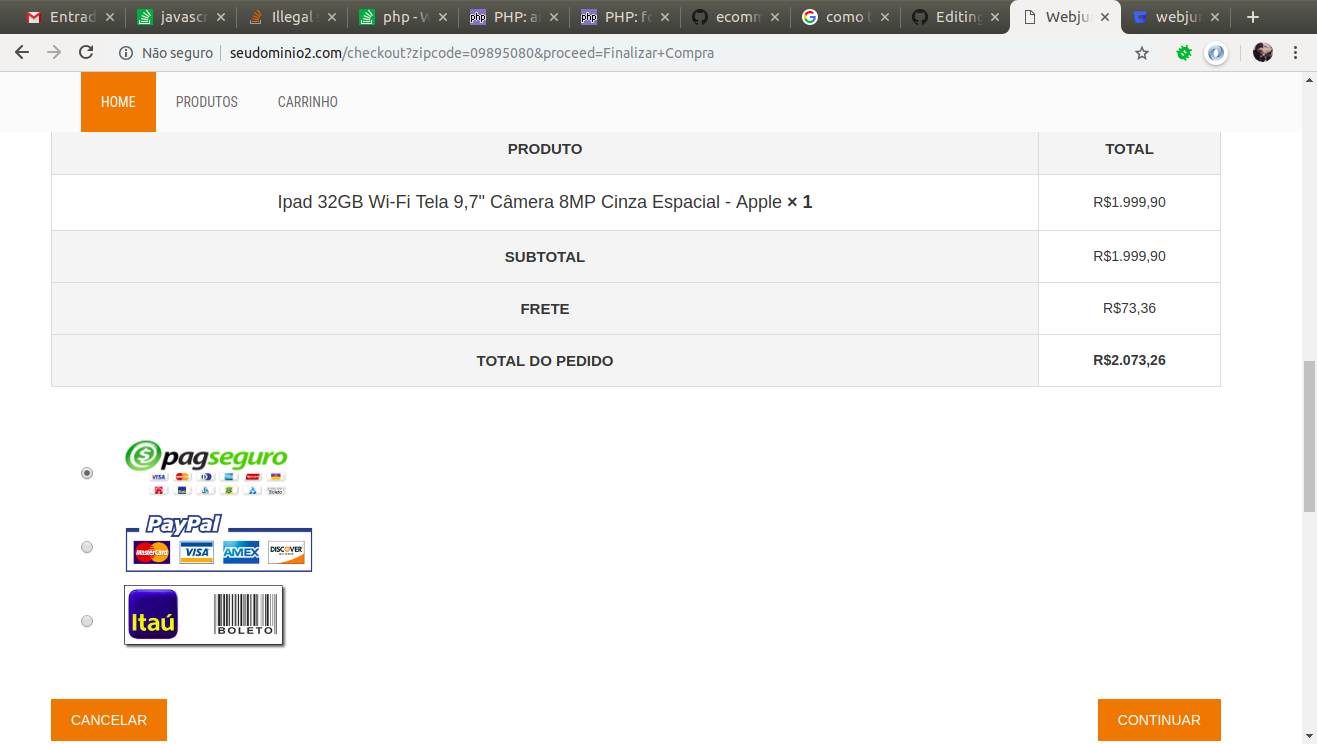 Entrad
javascr
Illegal
php - W
PHP: ar
PHP: fo
ecomm
como t
Editing
Webju
webjur
Não seguro
seudominio2.com/checkout?zipcode=09895080&proceed=Finalizar+Compra
HOME PRODUTOS CARRINHO
PRODUTO TOTAL
Ipad 32GB Wi-Fi Tela 9,7" Câmera 8MP Cinza Espacial - Apple × 1 R$1.999,90
SUBTOTAL R$1.999,90
FRETE R$73,36
TOTAL DO PEDIDO R$2.073,26
pagseguro
VISA
PayPal
MasterCard VISA AMEX DISCOVER
Itaú BOLETO
CANCELAR CONTINUAR